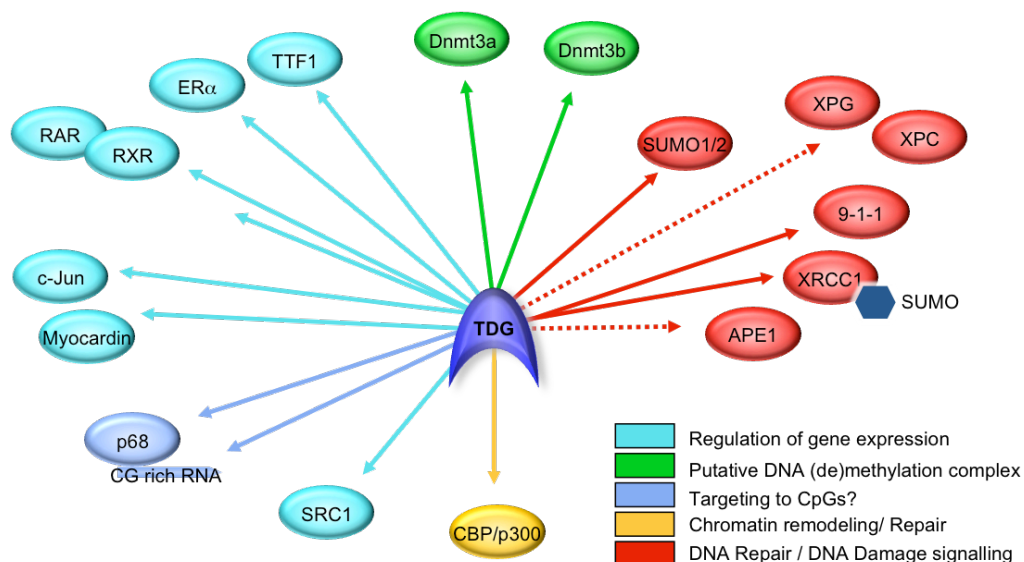 Dnmt3a
Dnmt3b
TTF1
ERα
XPG
XPC
RAR
RXR
SUMO1/2
9-1-1
c-Jun
XRCC1
SUMO
Myocardin
TDG
APE1
p68
CG rich RNA
SRC1
CBP/p300
Regulation of gene expression
Putative DNA (de)methylation complex
Targeting to CpGs?
Chromatin remodeling/ Repair
DNA Repair / DNA Damage signalling